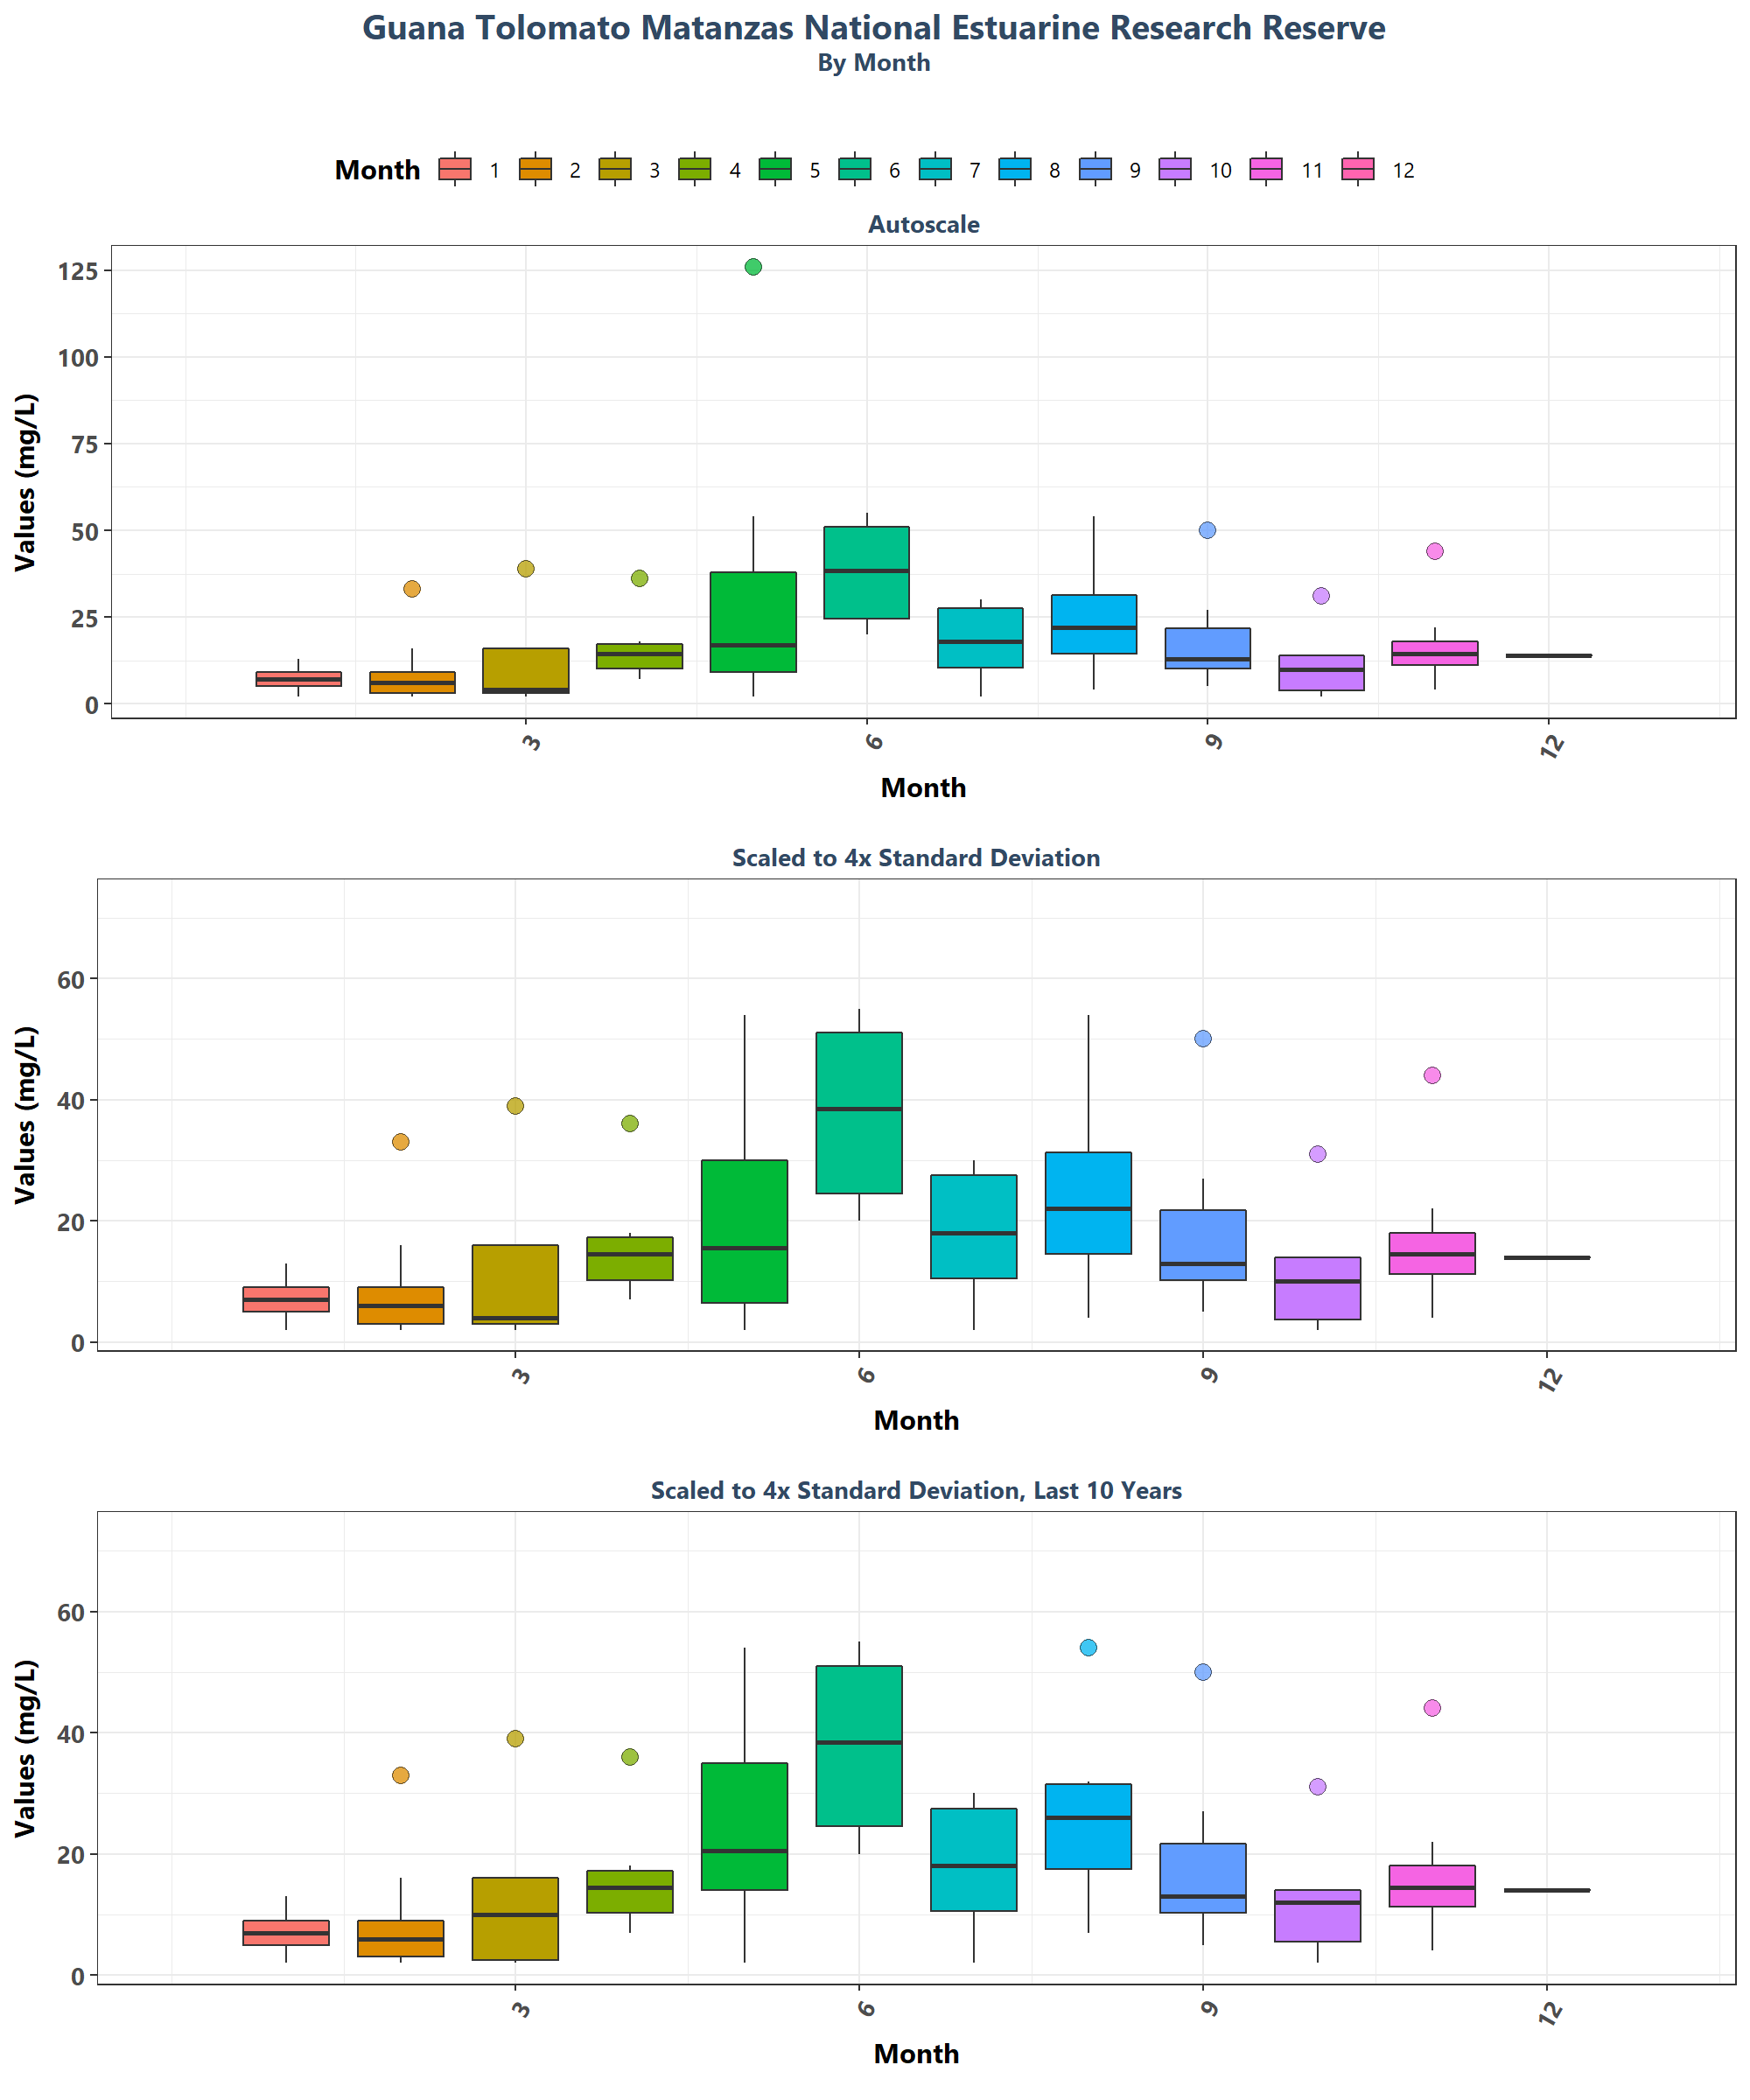 Guana Tolomato Matanzas National Estuarine Research Reserve
By Month
Month 1 2 3 4 5 6 7 8 9 10 11 12
Autoscale
Values (mg/L)
125
100
75
50
25
0
3 6 9 12
Month
Scaled to 4x Standard Deviation
Values (mg/L)
60
40
20
0
3 6 9 12
Month
Scaled to 4x Standard Deviation, Last 10 Years
Values (mg/L)
60
40
20
0
3 6 9 12
Month